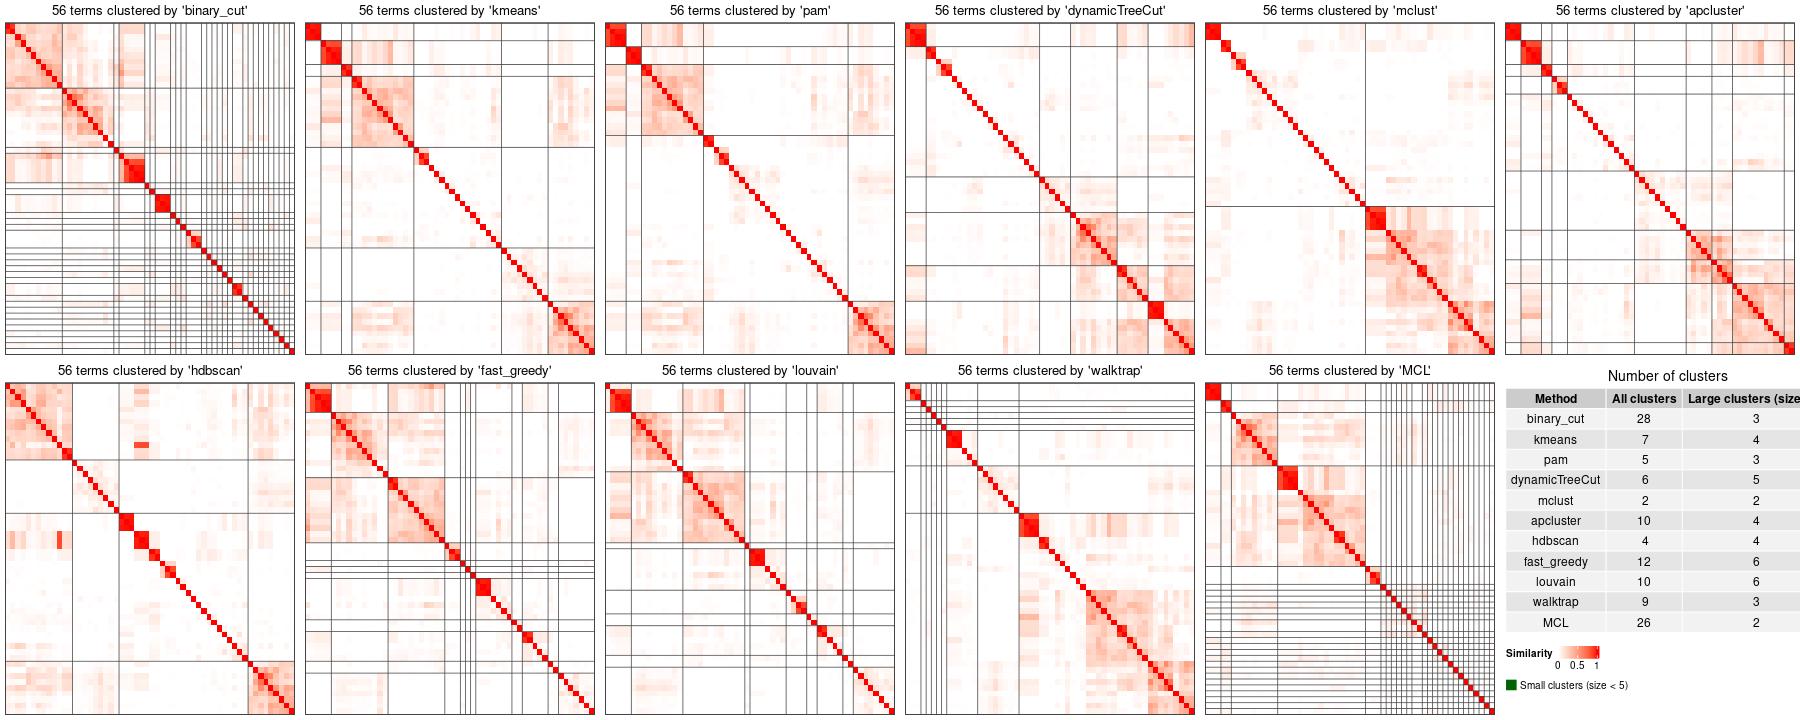 56 terms clustered by 'binary_cut'
56 terms clustered by 'kmeans'
56 terms clustered by 'pam'
56 terms clustered by 'dynamicTreeCut'
56 terms clustered by 'mclust'
56 terms clustered by 'apcluster'
56 terms clustered by 'hdbscan'
56 terms clustered by 'fast_greedy'
56 terms clustered by 'louvain'
56 terms clustered by 'walktrap'
56 terms clustered by 'MCL'
Number of clusters
Method All clusters Large clusters (size
binary_cut 28 3
kmeans 7 4
pam 5 3
dynamicTreeCut 6 5
mclust 2 2
apcluster 10 4
hdbscan 4 4
fast_greedy 12 6
louvain 10 6
walktrap 9 3
MCL 26 2
Similarity
0 0.5 1
Small clusters (size < 5)